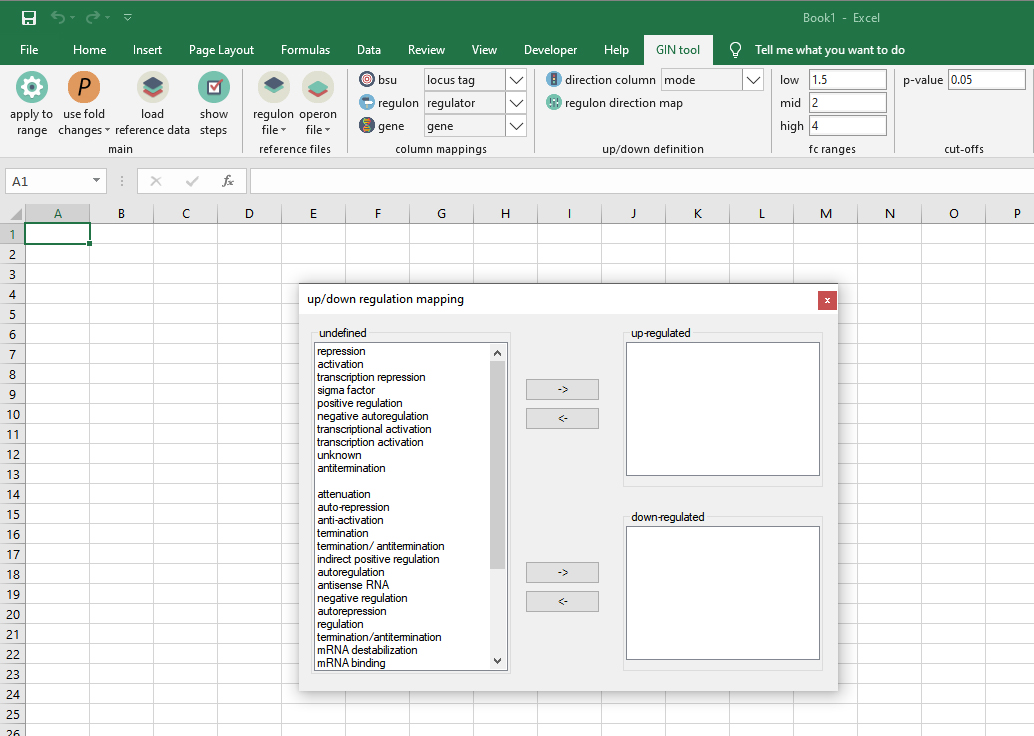 Book1 - Excel
File Home Insert Page Layout Formulas Data Review View Developer Help GIN tool Tell me what you want to do
apply to range
use fold changes
load reference data
show steps
main
regulon file
operon file
reference files
bsu locus tag
regulon regulator
gene gene
column mappings
direction column mode
regulon direction map
up/down definition
low 1.5
mid 2
high 4
fc ranges
p-value 0.05
cut-offs
A1 fx
A B C D E F G H I J K L M N O P
1
2
3
4
5
6
7
8
9
10
11
12
13
14
15
16
17
18
19
20
21
22
23
24
25
26
up/down regulation mapping x
undefined
repression
activation
transcription repression
sigma factor
positive regulation
negative autoregulation
transcriptional activation
transcription activation
unknown
antitermination
attenuation
auto-repression
anti-activation
termination
termination/ antitermination
indirect positive regulation
autoregulation
antisense RNA
negative regulation
autorepression
regulation
termination/antitermination
mRNA destabilization
mRNA binding
->
<-
->
<-
up-regulated
down-regulated